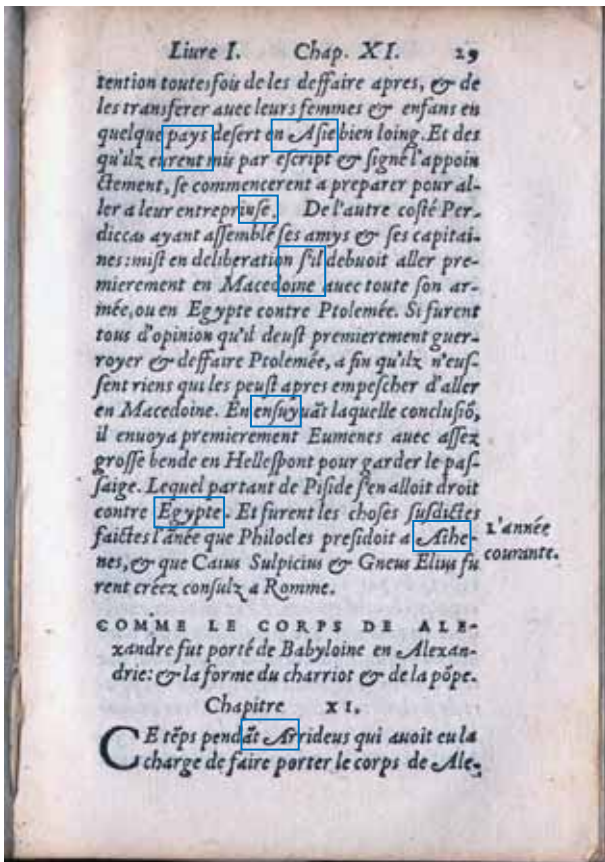 Liure I. Chap. XI. 29
tention toutesfois de les deffaire apres, & de
les transferer auec leurs femmes & enfans en
quelque pays desert en Asie bien loing. Et des
qu'ilz eurent mis par escript & signé l'appoin
ctement, se commencerent a preparer pour al-
ler a leur entrepriuse. De l'autre costé Per-
diccas ayant assemblé ses amys & ses capitai-
nes: mist en deliberation s'il debuoit aller pre-
mierement en Macedoine auec toute son ar-
mée, ou en Egypte contre Ptolemée. Si furent
tous d'opinion qu'il deust premierement guer-
royer & deffaire Ptolemée, a fin qu'ilz n'eus-
sent riens qui les peust apres empescher d'aller
en Macedoine. En ensuyuãt laquelle conclusiõ,
il enuoya premierement Eumenes auec assez
grosse bende en Hellespont pour garder le pas-
saige. Lequel partant de Piside s'en alloit droit
contre Egypte. Et furent les choses susdictes
faictes l'ãnée que Philocles presidoit a Athe-
nes, & que Caius Sulpicius & Gneus Elius fu
rent creez consulz a Romme.
L'année
courante.
COMME LE CORPS DE ALE-
xandre fut porté de Babyloine en Alexan-
drie: & la forme du charriot & de la põpe.
Chapitre XI.
CE tẽps pendãt Arrideus qui auoit eu la
charge de faire porter le corps de Ale-